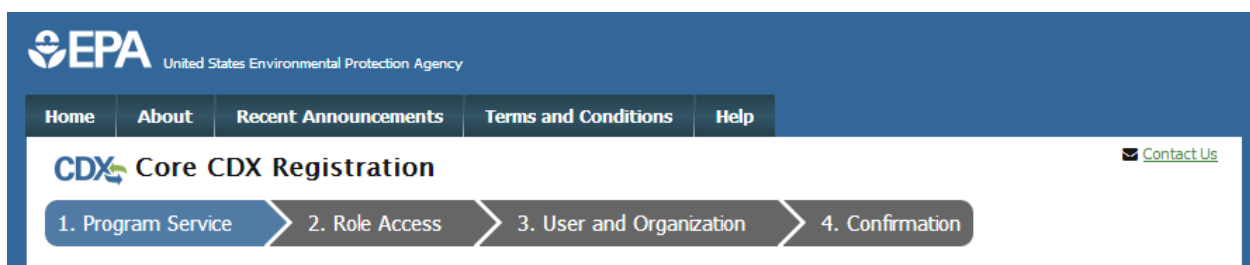 EPA United States Environmental Protection Agency
Home About Recent Announcements Terms and Conditions Help
CDX Core CDX Registration Contact Us
1. Program Service 2. Role Access 3. User and Organization 4. Confirmation